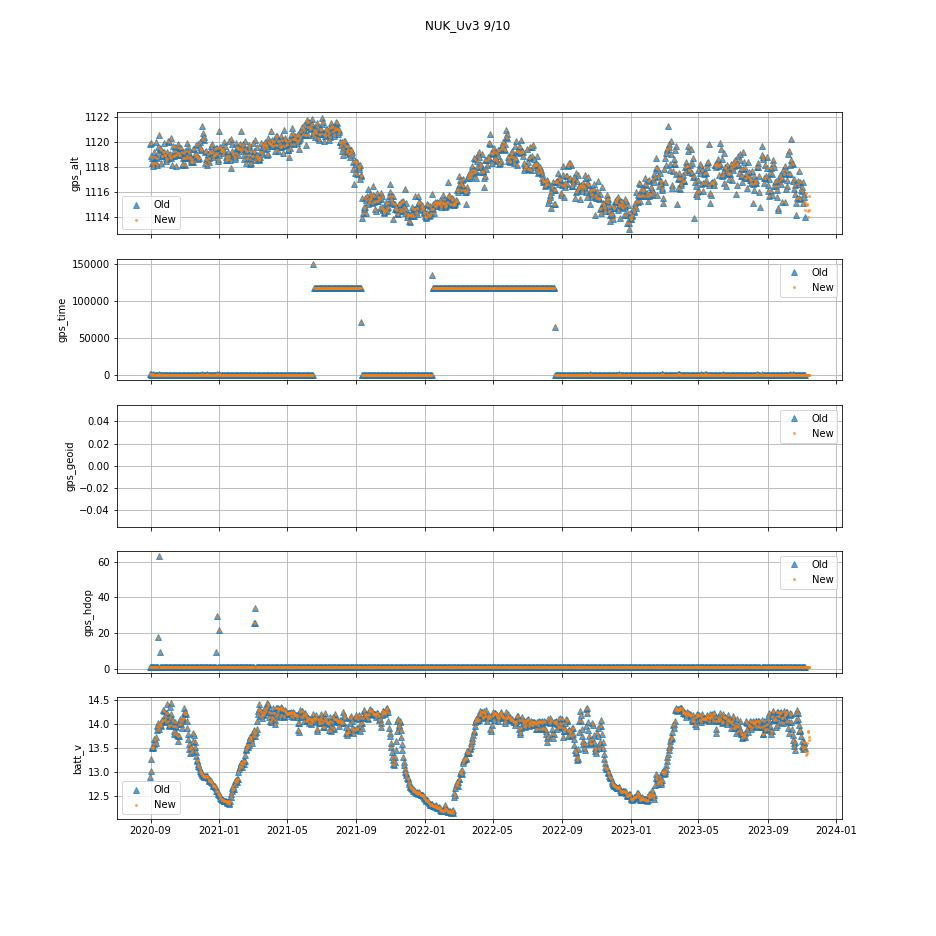 NUK_Uv3 9/10
1122
1120
1118
1116
1114
gps_alt
Old
New
150000
100000
50000
0
gps_time
Old
New
0.04
0.02
0.00
−0.02
−0.04
gps_geoid
Old
New
60
40
20
0
gps_hdop
Old
New
14.5
14.0
13.5
13.0
12.5
batt_v
Old
New
2020-09 2021-01 2021-05 2021-09 2022-01 2022-05 2022-09 2023-01 2023-05 2023-09 2024-01